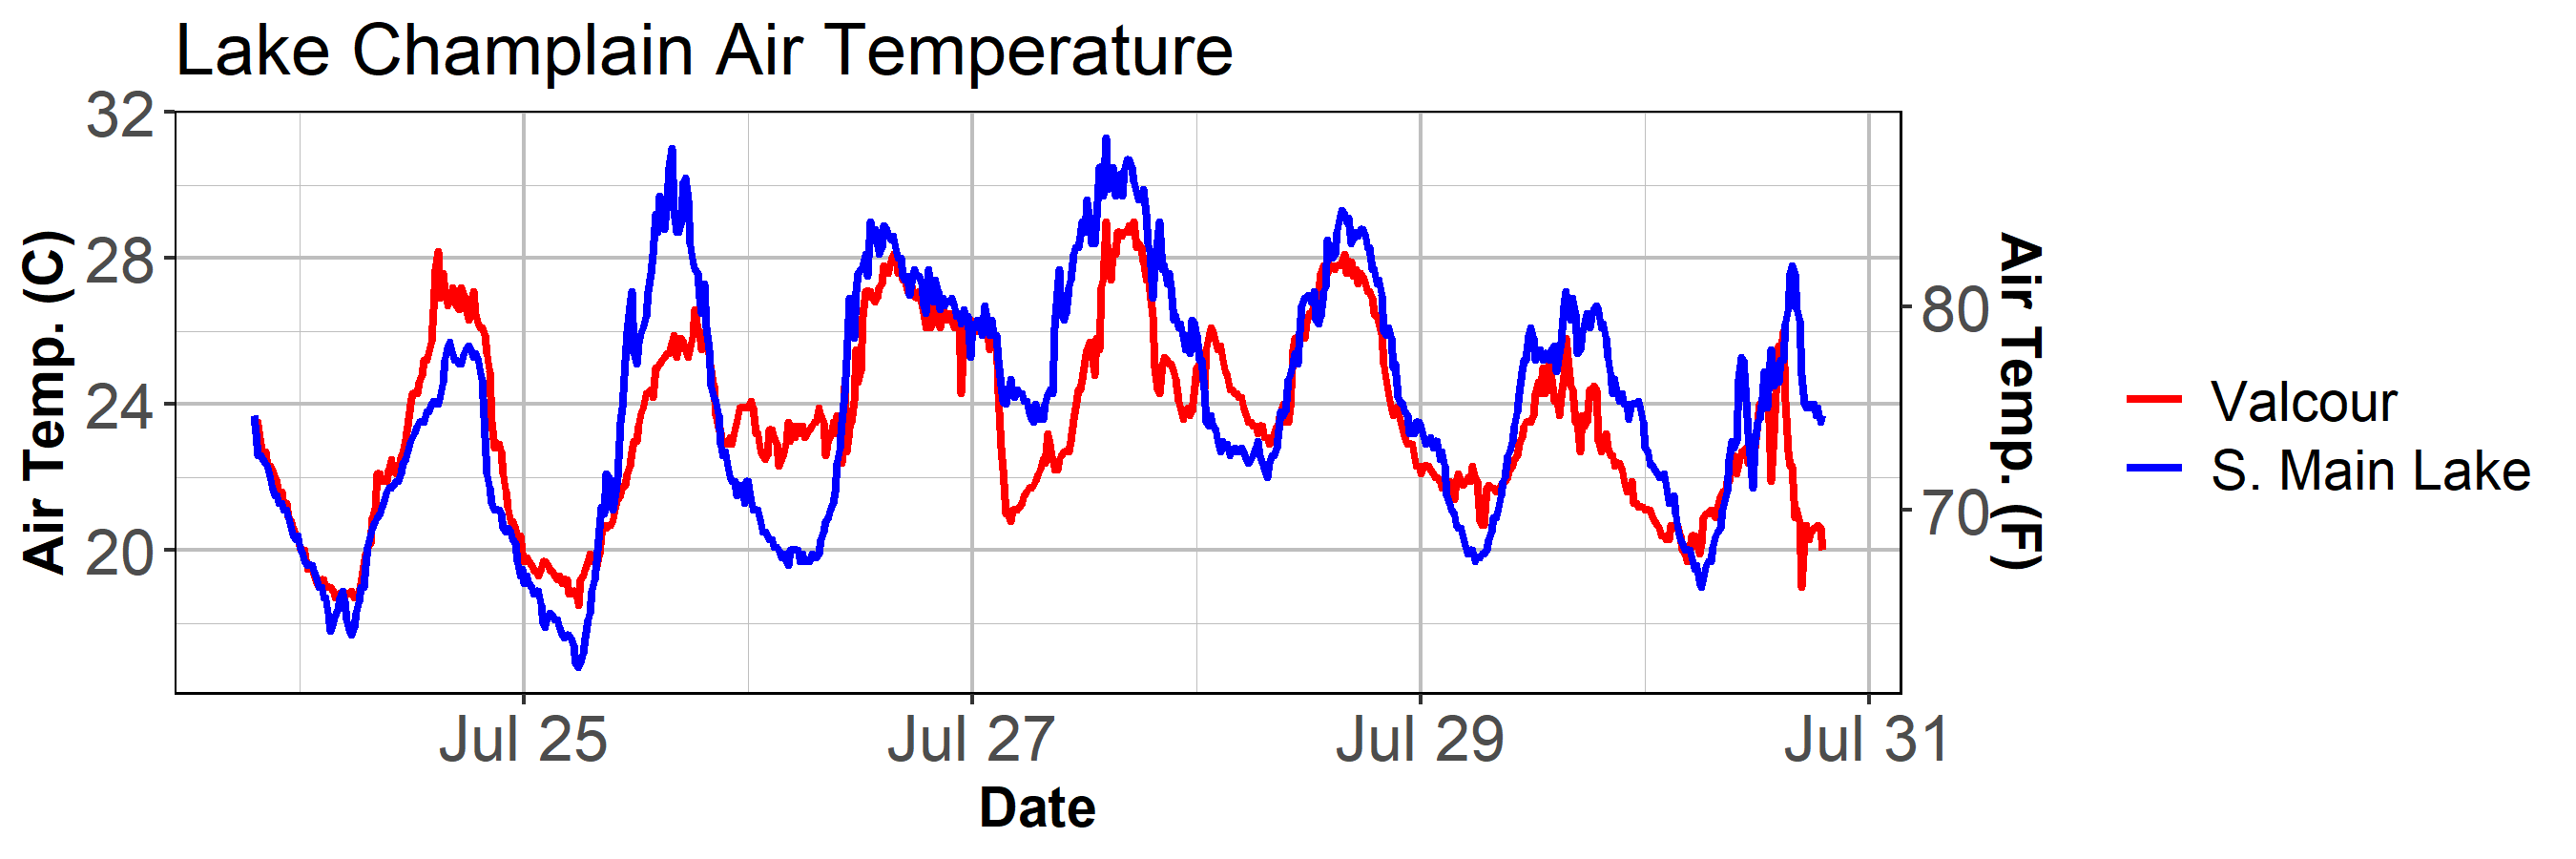 Lake Champlain Air Temperature
Air Temp. (C)
32
28
24
20
Air Temp. (F)
80
70
Valcour
S. Main Lake
Jul 25
Jul 27
Jul 29
Jul 31
Date